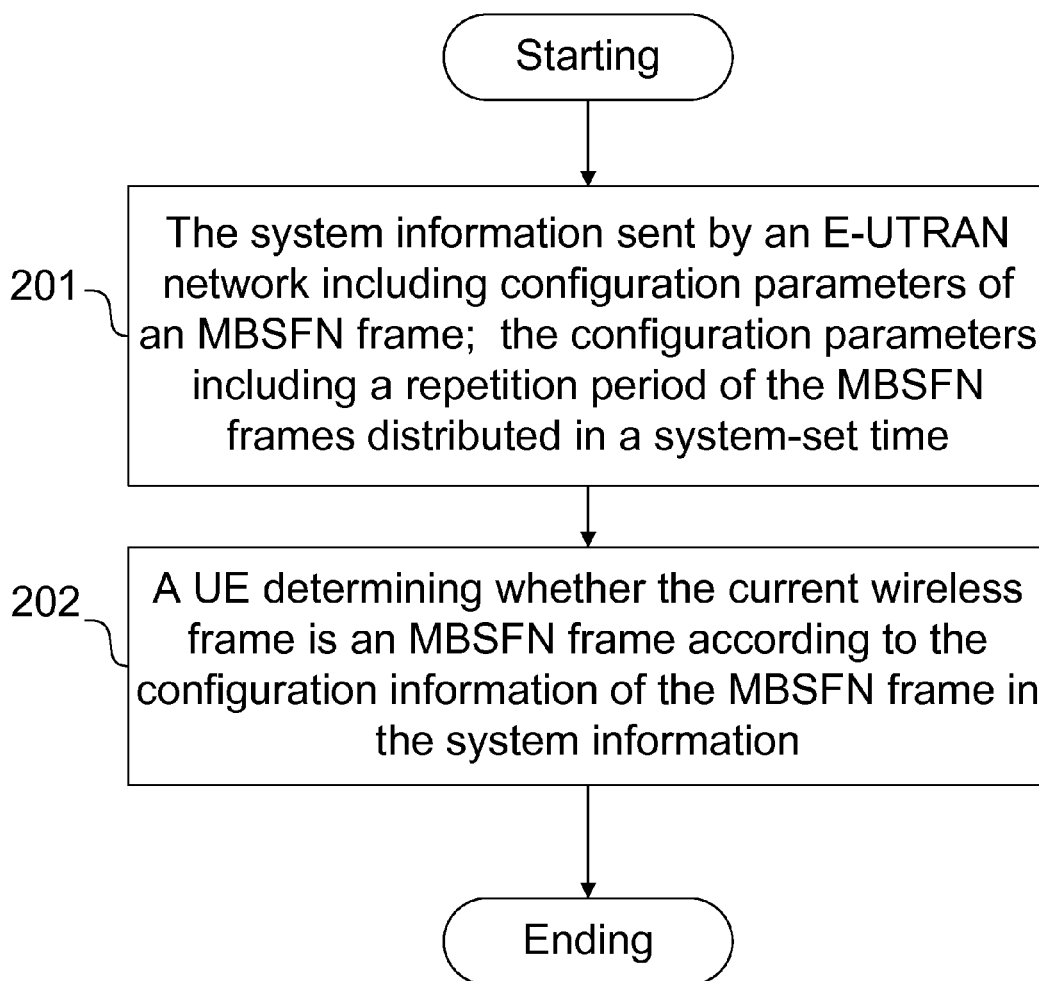 Starting
201
The system information sent by an E-UTRAN
network including configuration parameters of
an MBSFN frame; the configuration parameters
including a repetition period of the MBSFN
frames distributed in a system-set time
202
A UE determining whether the current wireless
frame is an MBSFN frame according to the
configuration information of the MBSFN frame in
the system information
Ending